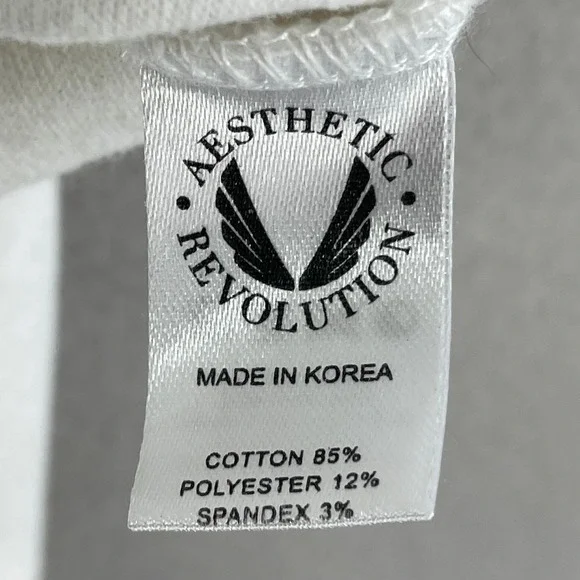 · AESTHETIC ·
REVOLUTION
MADE IN KOREA
COTTON 85%
POLYESTER 12%
SPANDEX 3%